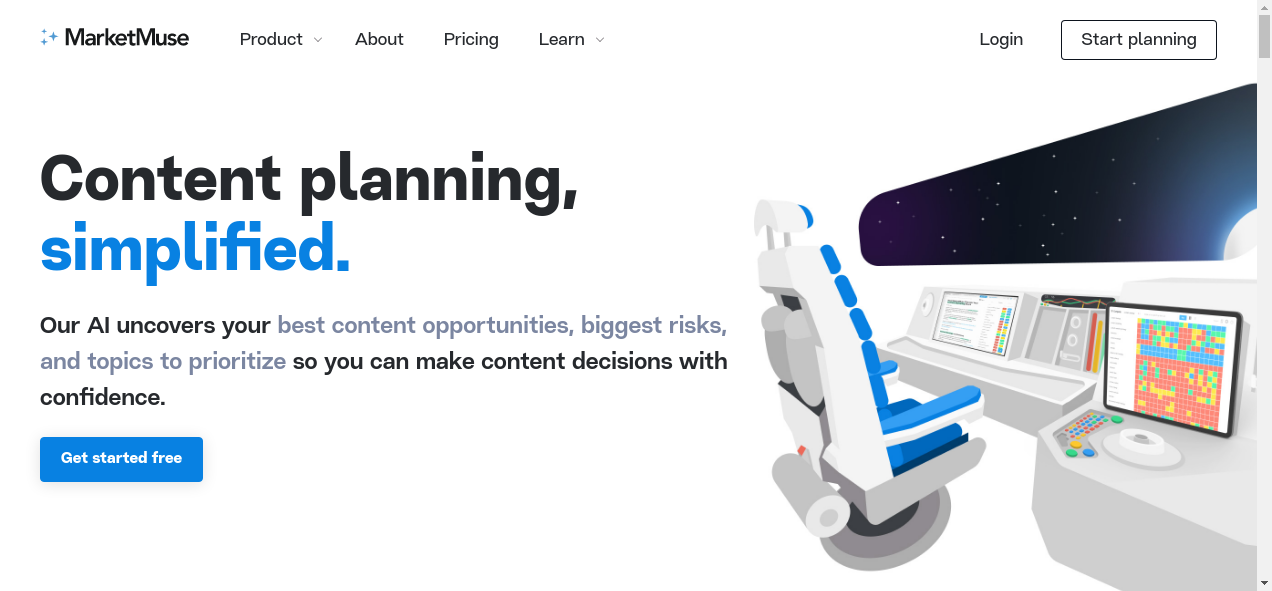 MarketMuse
Product
About
Pricing
Learn
Login
Start planning
Content planning,
simplified.
Our AI uncovers your best content opportunities, biggest risks,
and topics to prioritize so you can make content decisions with
confidence.
Get started free